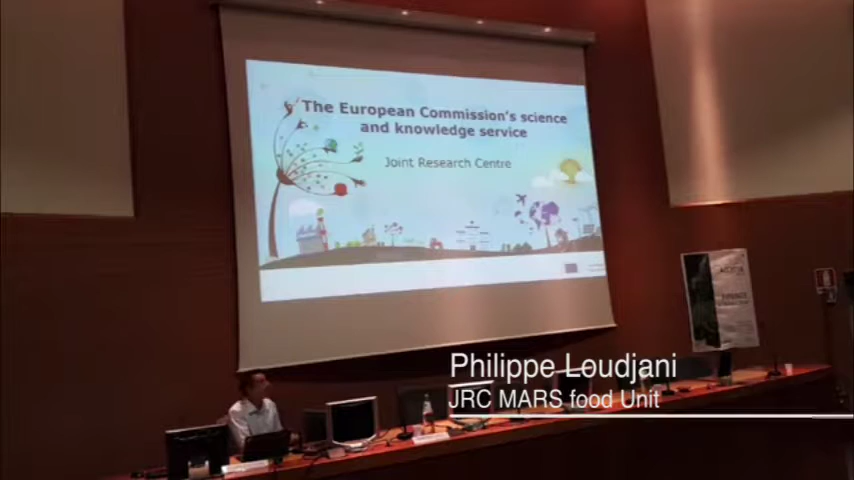 The European Commission's science
and knowledge service
Joint Research Centre
Philippe Loudjani
JRC MARS food Unit